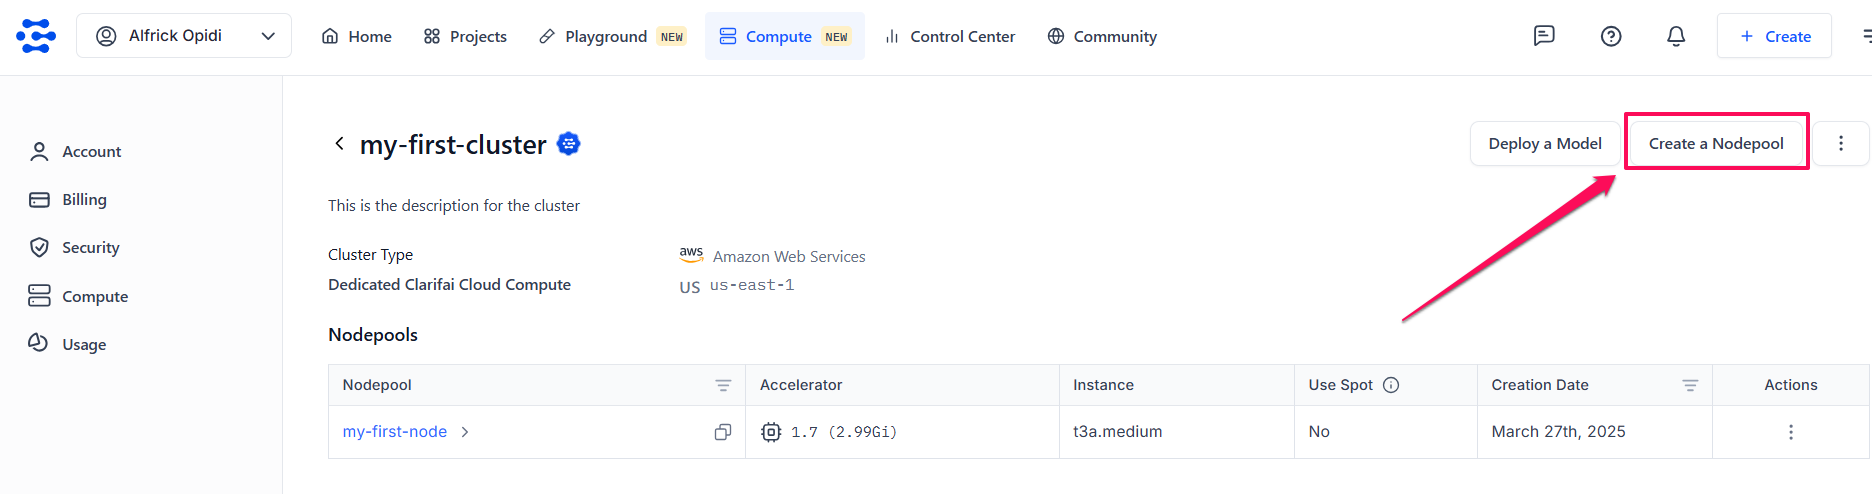 Alfrick Opidi
Home
Projects
Playground NEW
Compute NEW
Control Center
Community
+ Create
Account
Billing
Security
Compute
Usage
my-first-cluster
Deploy a Model
Create a Nodepool
This is the description for the cluster
Cluster Type
aws Amazon Web Services
Dedicated Clarifai Cloud Compute
US us-east-1
Nodepools
Nodepool Accelerator Instance Use Spot Creation Date Actions
my-first-node 1.7 (2.99Gi) t3a.medium No March 27th, 2025